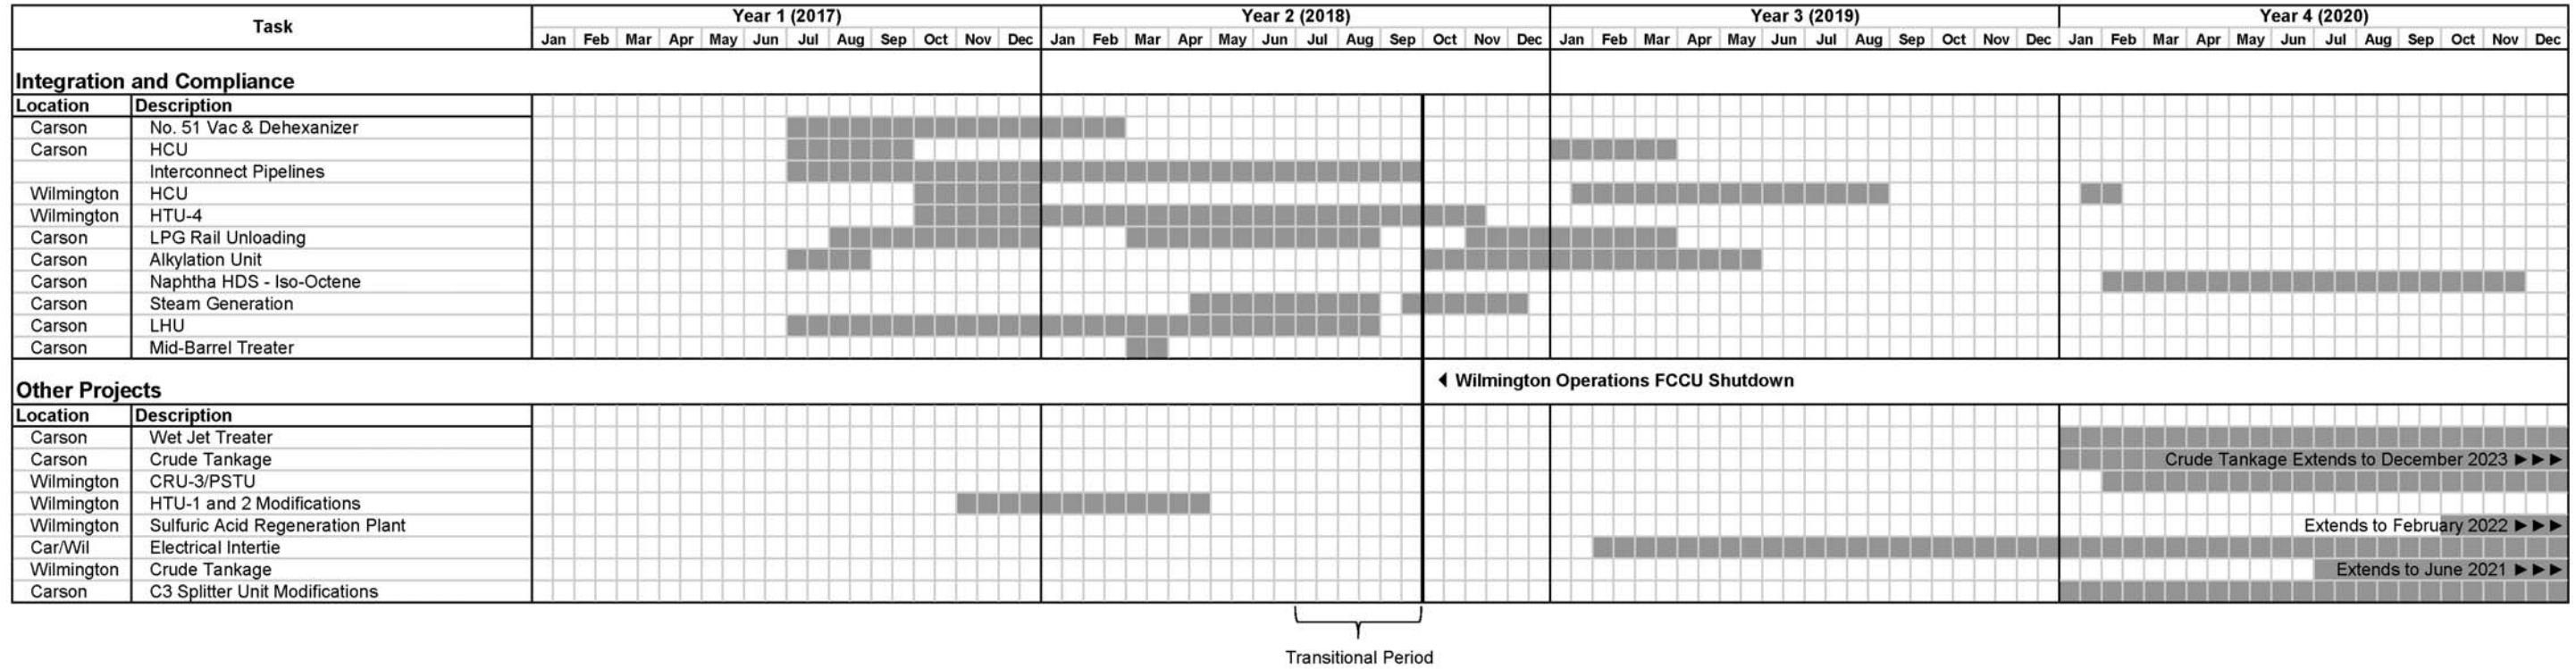 Task
Year 1 (2017) Year 2 (2018) Year 3 (2019) Year 4 (2020)
Jan Feb Mar Apr May Jun Jul Aug Sep Oct Nov Dec Jan Feb Mar Apr May Jun Jul Aug Sep Oct Nov Dec Jan Feb Mar Apr May Jun Jul Aug Sep Oct Nov Dec Jan Feb Mar Apr May Jun Jul Aug Sep Oct Nov Dec
Integration and Compliance
Location Description
Carson No. 51 Vac & Dehexanizer
Carson HCU
Interconnect Pipelines
Wilmington HCU
Wilmington HTU-4
Carson LPG Rail Unloading
Carson Alkylation Unit
Carson Naphtha HDS - Iso-Octene
Carson Steam Generation
Carson LHU
Carson Mid-Barrel Treater
Wilmington Operations FCCU Shutdown
Other Projects
Location Description
Carson Wet Jet Treater
Carson Crude Tankage Crude Tankage Extends to December 2023
Wilmington CRU-3/PSTU
Wilmington HTU-1 and 2 Modifications
Wilmington Sulfuric Acid Regeneration Plant Extends to February 2022
Car/Wil Electrical Intertie
Wilmington Crude Tankage Extends to June 2021
Carson C3 Splitter Unit Modifications
Transitional Period